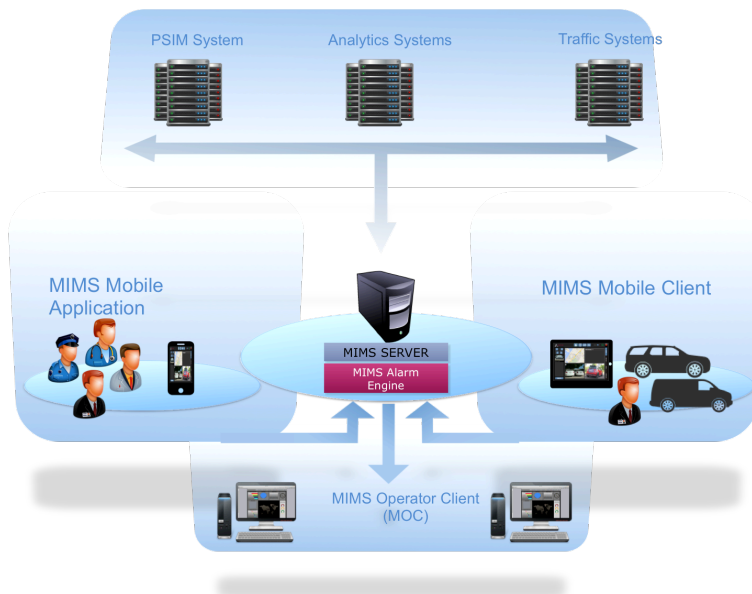 PSIM System
Analytics Systems
Traffic Systems
MIMS Mobile
Application
MIMS Mobile Client
MIMS SERVER
MIMS Alarm
Engine
MIMS Operator Client
(MOC)